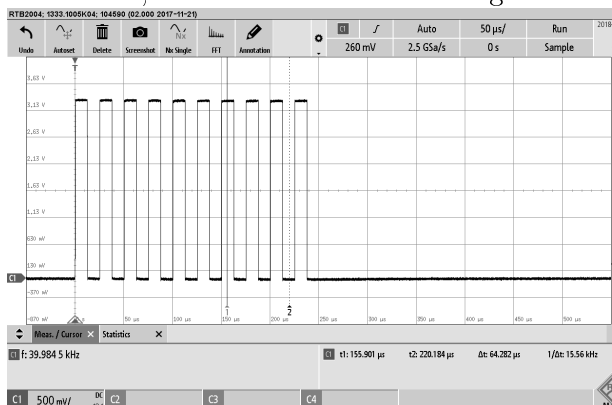 RTB2004; 1333.1005K04; 104590 (02.000 2017-11-21)
2018-
Undo Autoset Delete Screenshot Nx Single FFT Annotation
C1 Auto 50 µs/ Run
260 mV 2.5 GSa/s 0 s Sample
T
3,63 V
3,13 V
2,63 V
2,13 V
1,63 V
1,13 V
630 mV
130 mV
C1
-370 mV
-870 mV 50 µs 100 µs 150 µs 200 µs 250 µs 300 µs 350 µs 400 µs 450 µs 500 µs
1 2
Meas. / Cursor X Statistics X
C1 f: 39.984 5 kHz C1 t1: 155.901 µs t2: 220.184 µs Δt: 64.282 µs 1/Δt: 15.56 kHz
C1 500 mV/ DC C2 C3 C4